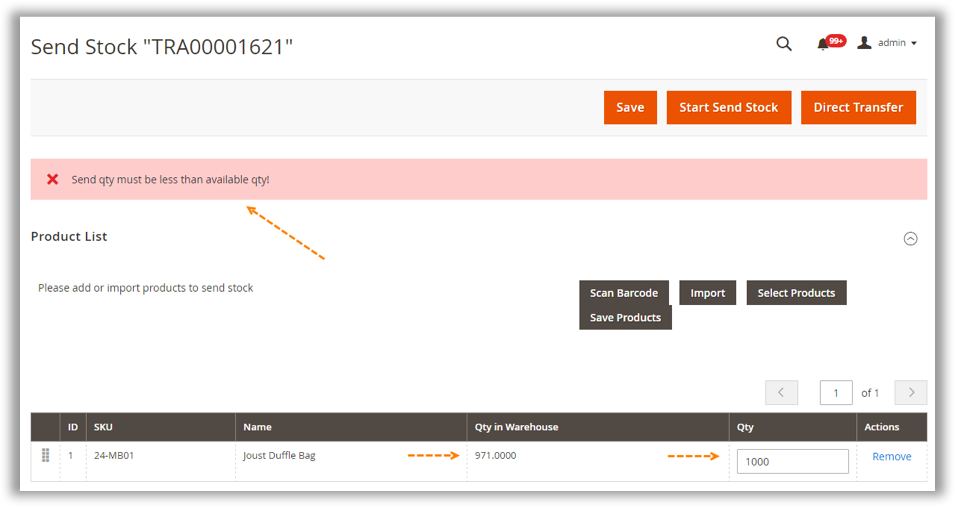 Send Stock "TRA00001621"
99+
admin
Save
Start Send Stock
Direct Transfer
Send qty must be less than available qty!
Product List
Please add or import products to send stock
Scan Barcode
Import
Select Products
Save Products
1 of 1
ID SKU Name Qty in Warehouse Qty Actions
1 24-MB01 Joust Duffle Bag 971.0000 1000 Remove